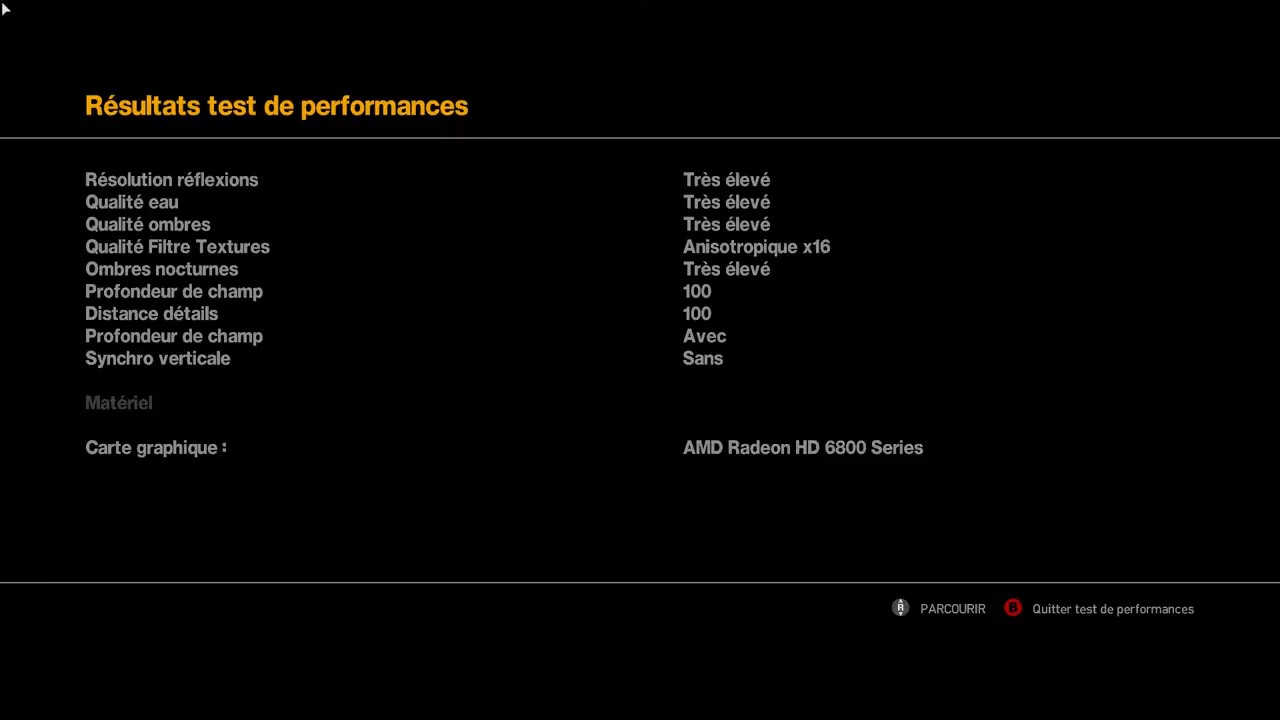 Résultats test de performances
Résolution réflexions Très élevé
Qualité eau Très élevé
Qualité ombres Très élevé
Qualité Filtre Textures Anisotropique x16
Ombres nocturnes Très élevé
Profondeur de champ 100
Distance détails 100
Profondeur de champ Avec
Synchro verticale Sans
Matériel
Carte graphique : AMD Radeon HD 6800 Series
R PARCOURIR B Quitter test de performances